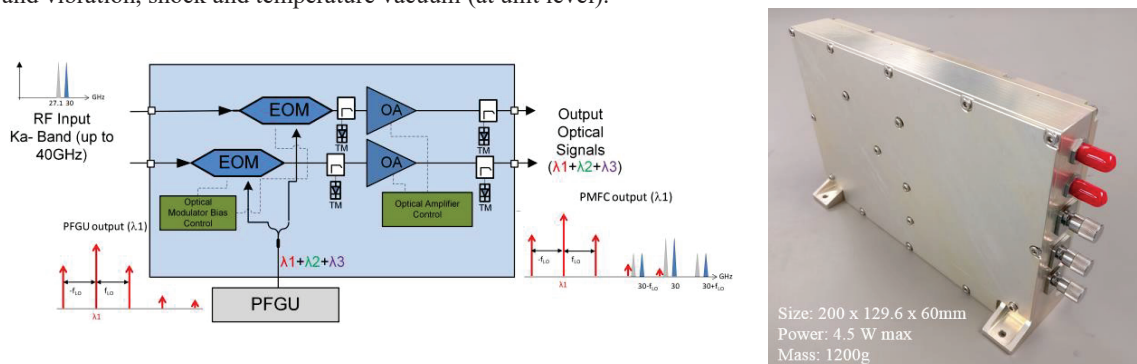 and vibration, shock and temperature vacuum (at unit level).
27.1 30
GHz
RF Input
Ka- Band (up to
40GHz)
EOM
OA
TM
TM
Output
Optical
Signals
(λ1+λ2+λ3)
EOM
OA
TM
TM
Optical
Modulator Bias
Control
Optical Amplifier
Control
PFGU output (λ1)
-fLO
fLO
λ1
λ1+λ2+λ3
PFGU
PMFC output (λ1)
-fLO
fLO
GHz
λ1
30-fLO
30
30+fLO
Size: 200 x 129.6 x 60mm
Power: 4.5 W max
Mass: 1200g